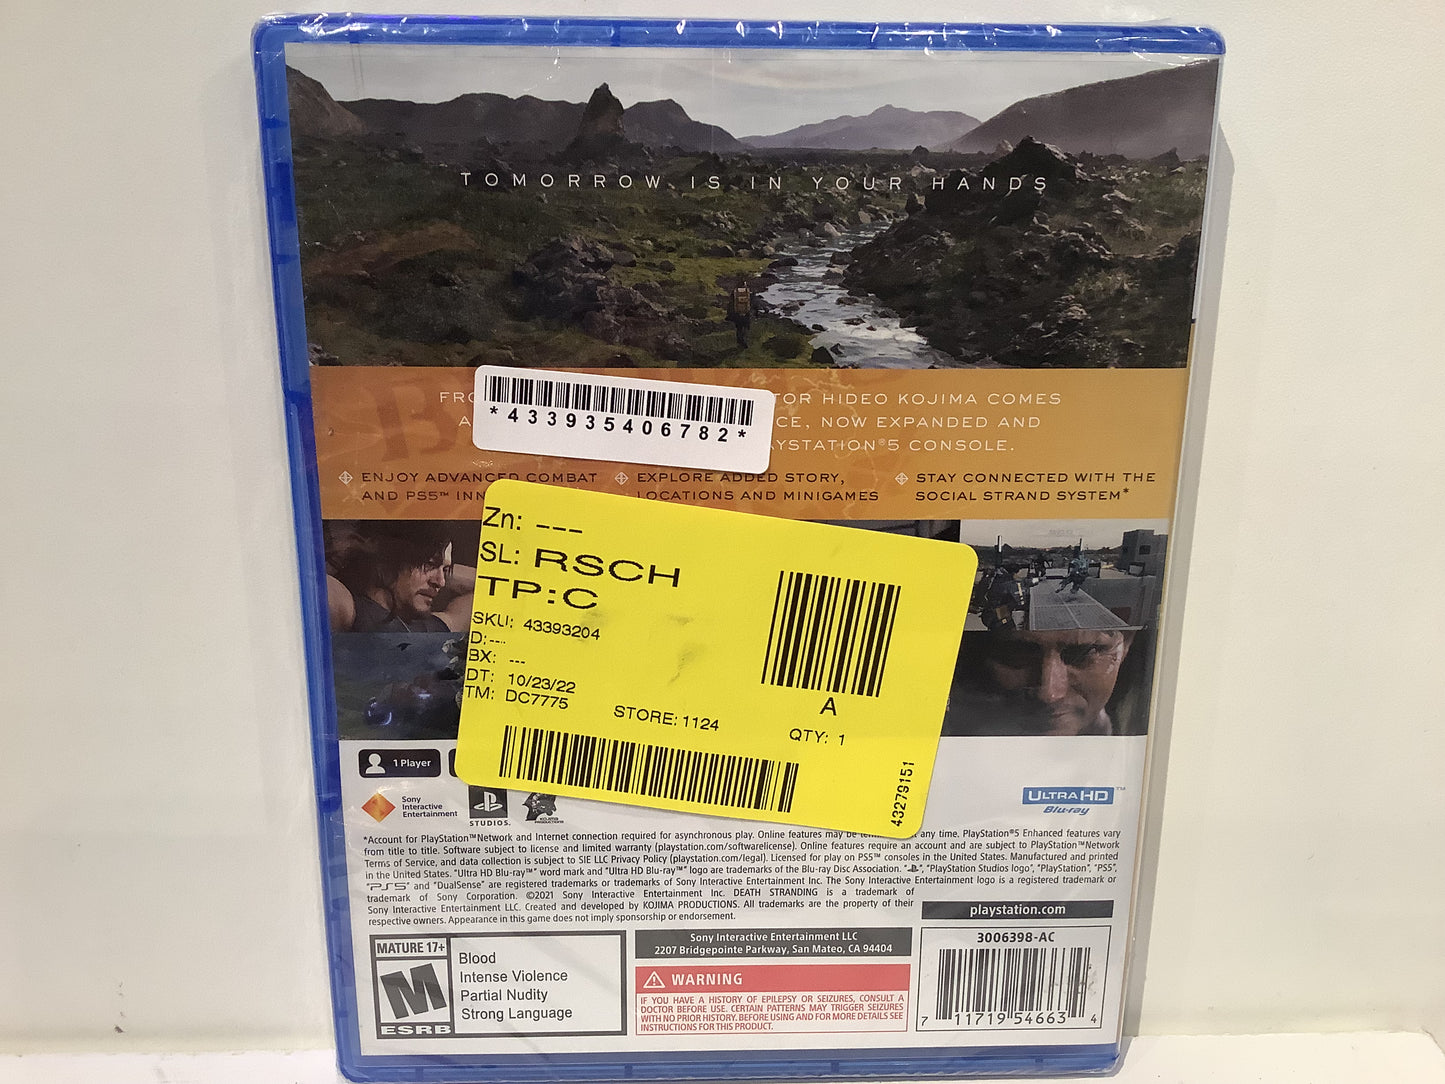 TOMORROW IS IN YOUR HANDS
TOR HIDEO KOJIMA COMES
NOW EXPANDED AND
5 CONSOLE.
*433935406782*
ENJOY ADVANCED COMBAT
AND PS5™
EXPLORE ADDED STORY,
LOCATIONS AND MINIGAMES
STAY CONNECTED WITH THE
SOCIAL STRAND SYSTEM*
Zn: ---
SL: RSCH
TP:C
SKU: 43393204
D:---
BX: ---
DT: 10/23/22
TM: DC7775
STORE: 1124
A
QTY: 1
43279151
1 Player
Sony
Interactive
Entertainment
STUDIOS.
KOJIMA
PRODUCTIONS
ULTRA HD™
Blu-ray
*Account for PlayStation™Network and Internet connection required for asynchronous play. Online features may be any time. PlayStation®5 Enhanced features vary
from title to title. Software subject to license and limited warranty (playstation.com/softwarelicense). Online features require an account and are subject to PlayStation™Network
Terms of Service, and data collection is subject to SIE LLC Privacy Policy (playstation.com/legal). Licensed for play on PS5™ consoles in the United States. Manufactured and printed
in the United States. "Ultra HD Blu-ray™" word mark and "Ultra HD Blu-ray™" logo are trademarks of the Blu-ray Disc Association. "", "PlayStation Studios logo", "PlayStation", "PS5",
"PS5" and "DualSense" are registered trademarks or trademarks of Sony Interactive Entertainment Inc. The Sony Interactive Entertainment logo is a registered trademark or
trademark of Sony Corporation. ©2021 Sony Interactive Entertainment LLC. DEATH STRANDING is a trademark of
Sony Interactive Entertainment LLC. Created and developed by KOJIMA PRODUCTIONS. All trademarks are the property of their
respective owners. Appearance in this game does not imply sponsorship or endorsement.
playstation.com
MATURE 17+
M
ESRB
Blood
Intense Violence
Partial Nudity
Strong Language
Sony Interactive Entertainment LLC
2207 Bridgepointe Parkway, San Mateo, CA 94404
WARNING
IF YOU HAVE A HISTORY OF EPILEPSY OR SEIZURES, CONSULT A
DOCTOR BEFORE USE. CERTAIN PATTERNS MAY TRIGGER SEIZURES
WITH NO PRIOR HISTORY. BEFORE USING AND FOR MORE DETAILS SEE
INSTRUCTIONS FOR THIS PRODUCT.
3006398-AC
7 11719 54663 4